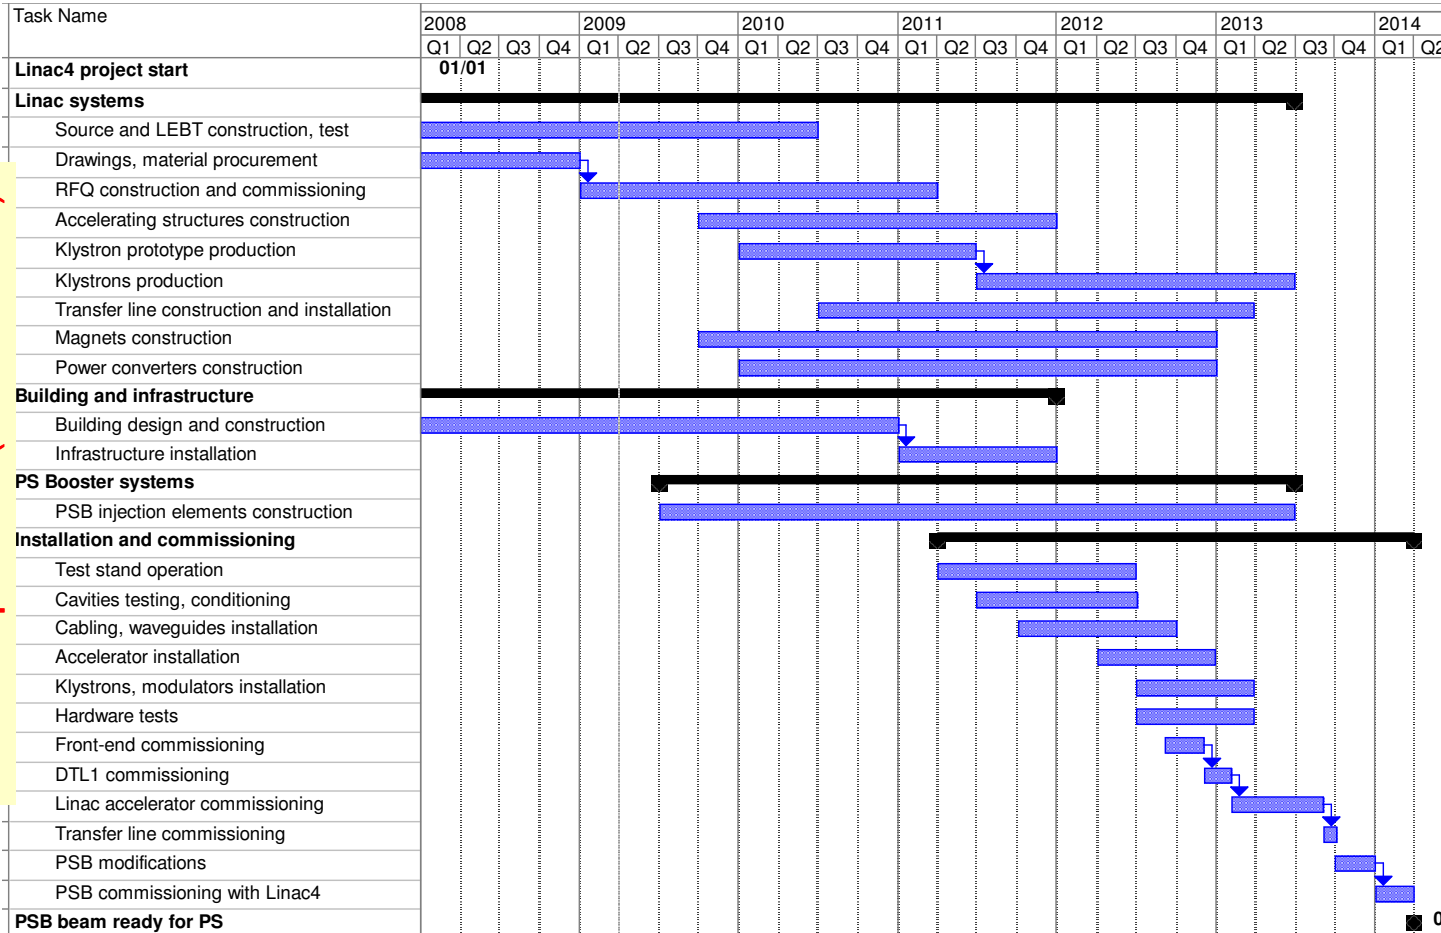 Task Name
2008 2009 2010 2011 2012 2013 2014
Q1 Q2 Q3 Q4 Q1 Q2 Q3 Q4 Q1 Q2 Q3 Q4 Q1 Q2 Q3 Q4 Q1 Q2 Q3 Q4 Q1 Q2 Q3 Q4 Q1 Q2
Linac4 project start 01/01
Linac systems
Source and LEBT construction, test
Drawings, material procurement
RFQ construction and commissioning
Accelerating structures construction
Klystron prototype production
Klystrons production
Transfer line construction and installation
Magnets construction
Power converters construction
Building and infrastructure
Building design and construction
Infrastructure installation
PS Booster systems
PSB injection elements construction
Installation and commissioning
Test stand operation
Cavities testing, conditioning
Cabling, waveguides installation
Accelerator installation
Klystrons, modulators installation
Hardware tests
Front-end commissioning
DTL1 commissioning
Linac accelerator commissioning
Transfer line commissioning
PSB modifications
PSB commissioning with Linac4
PSB beam ready for PS